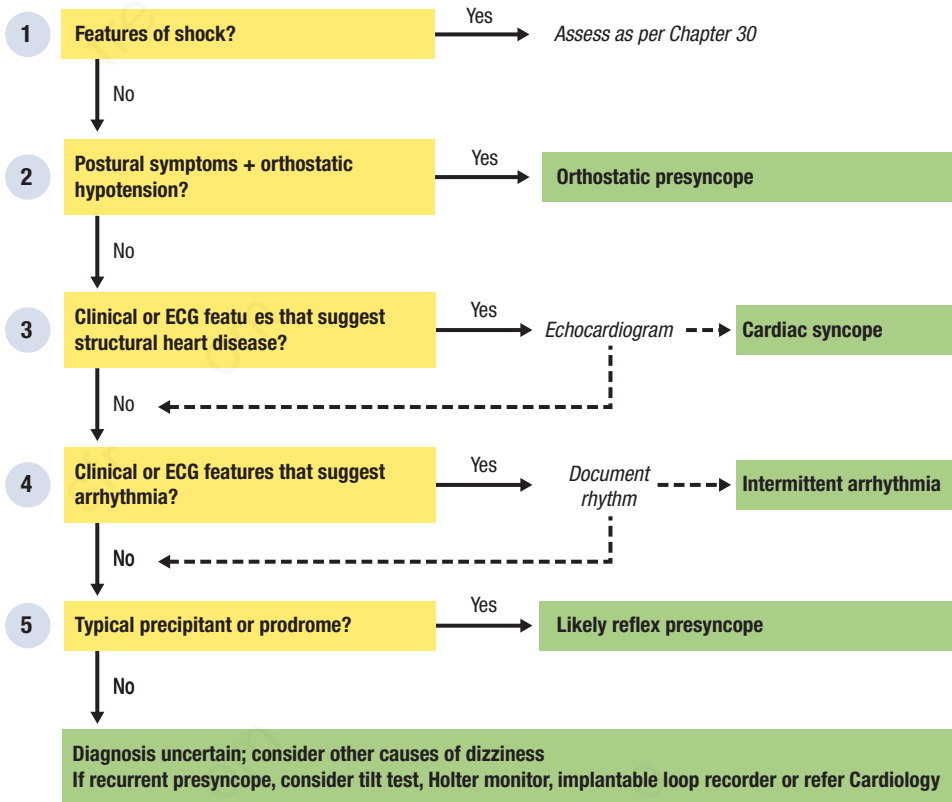 1
Features of shock?
Yes
Assess as per Chapter 30
No
2
Postural symptoms + orthostatic
hypotension?
Yes
Orthostatic presyncope
No
3
Clinical or ECG featu es that suggest
structural heart disease?
Yes
Echocardiogram
Cardiac syncope
No
4
Clinical or ECG features that suggest
arrhythmia?
Yes
Document
rhythm
Intermittent arrhythmia
No
5
Typical precipitant or prodrome?
Yes
Likely reflex presyncope
No
Diagnosis uncertain; consider other causes of dizziness
If recurrent presyncope, consider tilt test, Holter monitor, implantable loop recorder or refer Cardiology